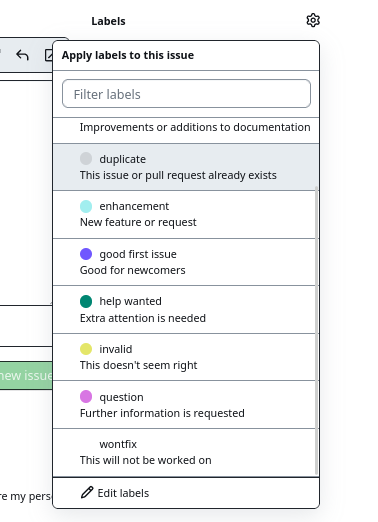 Labels
Apply labels to this issue
Filter labels
Improvements or additions to documentation
duplicate
This issue or pull request already exists
enhancement
New feature or request
good first issue
Good for newcomers
help wanted
Extra attention is needed
invalid
This doesn't seem right
new issue
question
Further information is requested
wontfix
This will not be worked on
re my pers
Edit labels